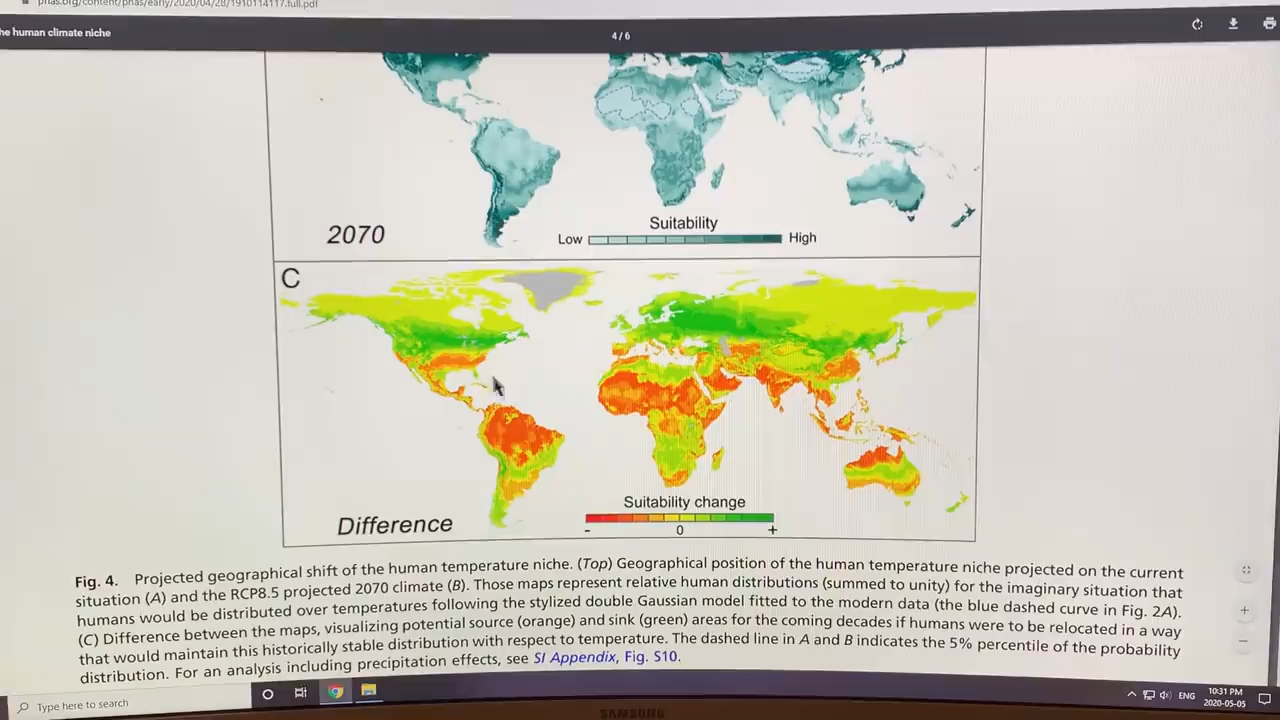 pnas.org/content/pnas/early/2020/04/28/1910114117.full.pdf
he human climate niche
4 / 6
2070
Suitability
Low
High
C
Difference
Suitability change
- 0 +
Fig. 4. Projected geographical shift of the human temperature niche. (Top) Geographical position of the human temperature niche projected on the current
situation (A) and the RCP8.5 projected 2070 climate (B). Those maps represent relative human distributions (summed to unity) for the imaginary situation that
humans would be distributed over temperatures following the stylized double Gaussian model fitted to the modern data (the blue dashed curve in Fig. 2A).
(C) Difference between the maps, visualizing potential source (orange) and sink (green) areas for the coming decades if humans were to be relocated in a way
that would maintain this historically stable distribution with respect to temperature. The dashed line in A and B indicates the 5% percentile of the probability
distribution. For an analysis including precipitation effects, see SI Appendix, Fig. S10.
Type here to search
ENG
10:31 PM
2020-05-05
SAMSUNG